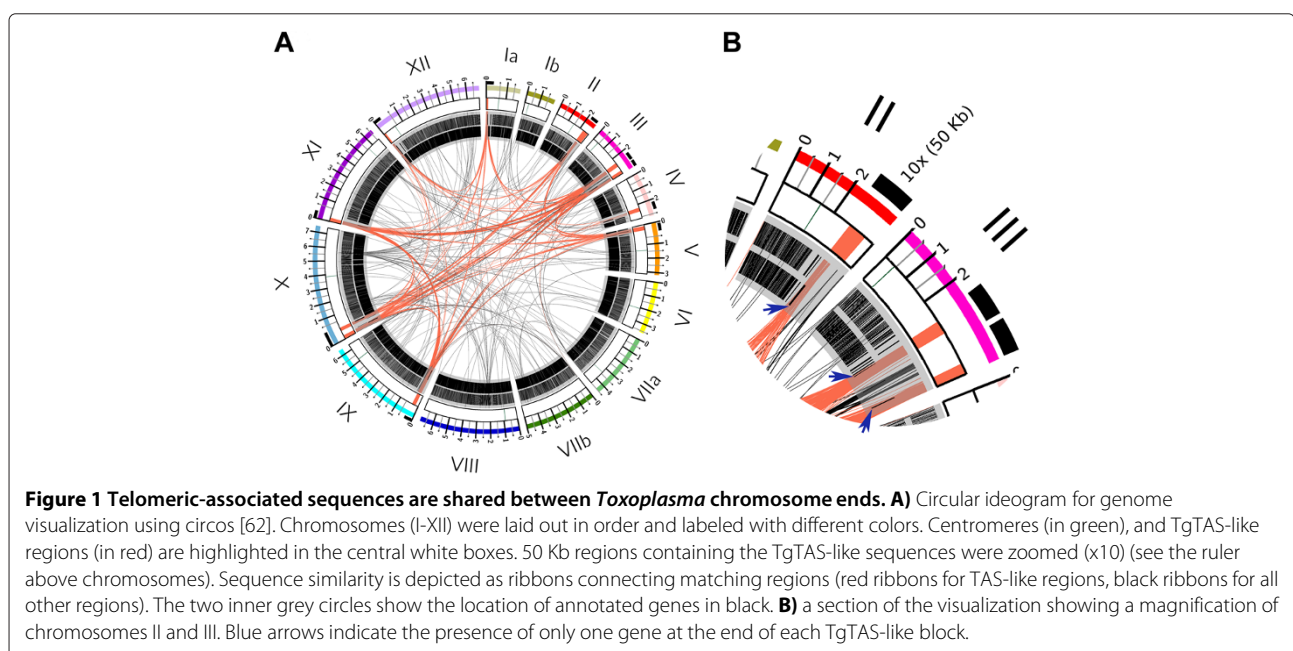 A
B
XII
Ia
Ib
II
III
IV
V
VI
VIIa
VIIb
VIII
IX
X
XI
II
0 1 2
10x (50 Kb)
III
0 1 2
Figure 1 Telomeric-associated sequences are shared between Toxoplasma chromosome ends. A) Circular ideogram for genome
visualization using circos [62]. Chromosomes (I-XII) were laid out in order and labeled with different colors. Centromeres (in green), and TgTAS-like
regions (in red) are highlighted in the central white boxes. 50 Kb regions containing the TgTAS-like sequences were zoomed (x10) (see the ruler
above chromosomes). Sequence similarity is depicted as ribbons connecting matching regions (red ribbons for TAS-like regions, black ribbons for all
other regions). The two inner grey circles show the location of annotated genes in black. B) a section of the visualization showing a magnification of
chromosomes II and III. Blue arrows indicate the presence of only one gene at the end of each TgTAS-like block.